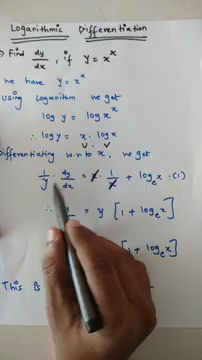 Logarithmic Differentiation
Find dy/dx, if y = x^x
we have y = x^x
Using Logarithm we get
log y = log x^x
∴ log y = x · log x
Differentiating w.r. to x, we get
1/y · dy/dx = x · 1/x + log_e x · (1)
∴ = y [1 + log_e x]
[1 + log_e x]
This is